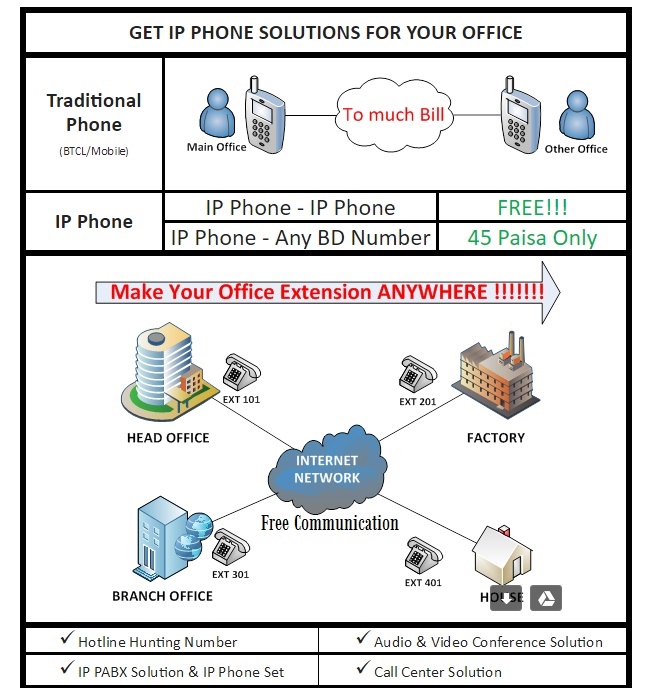 GET IP PHONE SOLUTIONS FOR YOUR OFFICE
Traditional
Phone
(BTCL/Mobile)
Main Office
To much Bill
Other Office
IP Phone
IP Phone - IP Phone
FREE!!!
IP Phone - Any BD Number
45 Paisa Only
Make Your Office Extension ANYWHERE !!!!!!!
EXT 101
HEAD OFFICE
EXT 201
FACTORY
INTERNET
NETWORK
Free Communication
EXT 301
BRANCH OFFICE
EXT 401
HOUSE
✓ Hotline Hunting Number
✓ Audio & Video Conference Solution
✓ IP PABX Solution & IP Phone Set
✓ Call Center Solution